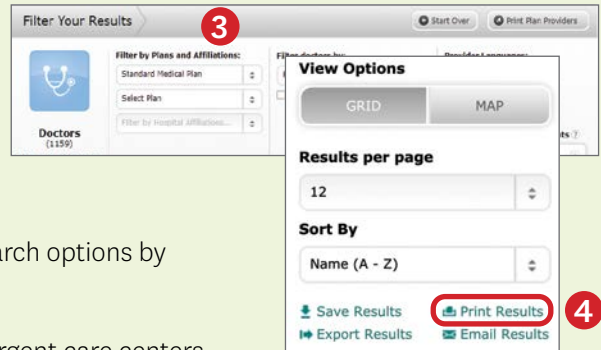 Filter Your Results
3
Start Over
Print Plan Providers
Filter by Plans and Affiliations:
Filter doctors by:
Provider Languages:
Standard Medical Plan
Select Plan
Filter by Hospital Affiliations...
Doctors
(1159)
View Options
GRID
MAP
Results per page
12
Sort By
Name (A - Z)
Save Results
Print Results
4
Export Results
Email Results
arch options by
rgent care centers